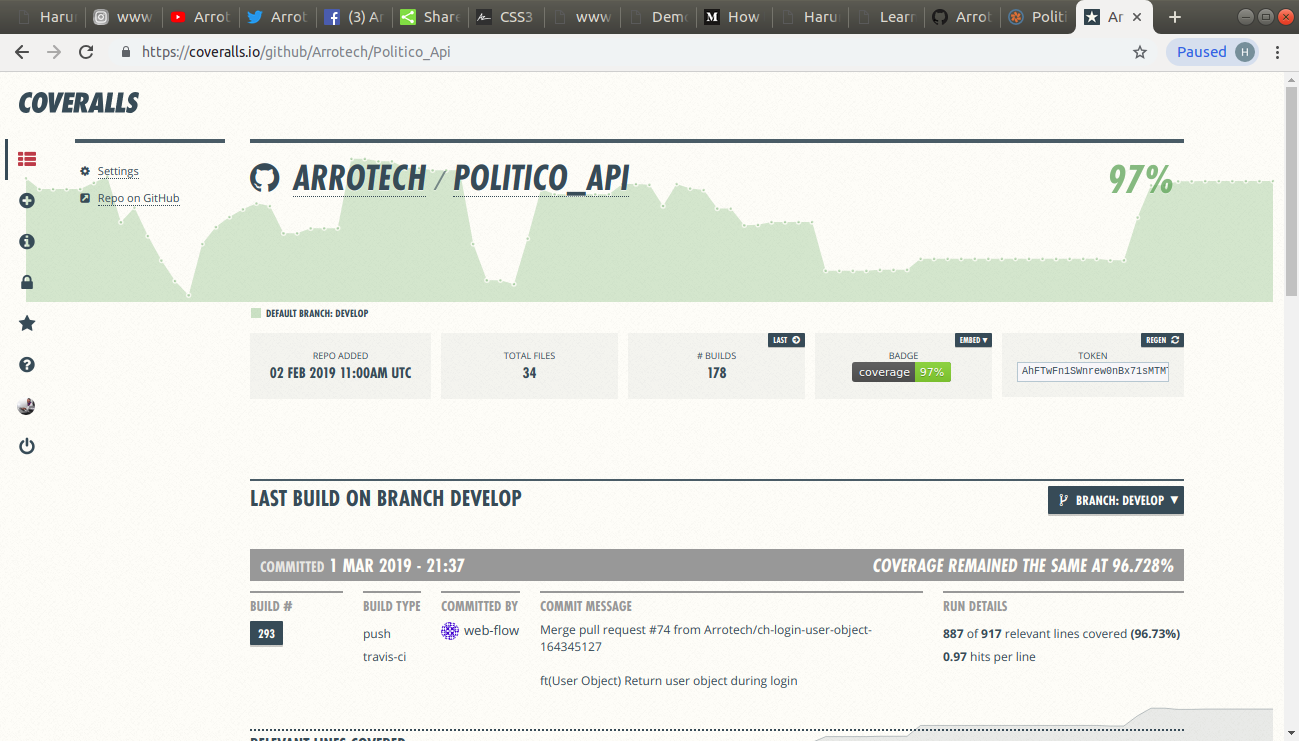 Haru
www
Arrot
Arrot
(3) Ar
Share
CSS3
www
Dem
How
Haru
Learr
Arrot
Politi
Ar
https://coveralls.io/github/Arrotech/Politico_Api
Paused H
COVERALLS
Settings
Repo on GitHub
ARROTECH / POLITICO_API
97%
DEFAULT BRANCH: DEVELOP
REPO ADDED
02 FEB 2019 11:00AM UTC
TOTAL FILES
34
LAST
# BUILDS
178
EMBED ▾
BADGE
coverage 97%
REGEN
TOKEN
AhFTwFn1SWnrew0nBx71sMTM
LAST BUILD ON BRANCH DEVELOP
BRANCH: DEVELOP ▾
COMMITTED 1 MAR 2019 - 21:37
COVERAGE REMAINED THE SAME AT 96.728%
BUILD #
293
BUILD TYPE
push
travis-ci
COMMITTED BY
web-flow
COMMIT MESSAGE
Merge pull request #74 from Arrotech/ch-login-user-object-
164345127
ft(User Object) Return user object during login
RUN DETAILS
887 of 917 relevant lines covered (96.73%)
0.97 hits per line
RELEVANT LINES COVERED